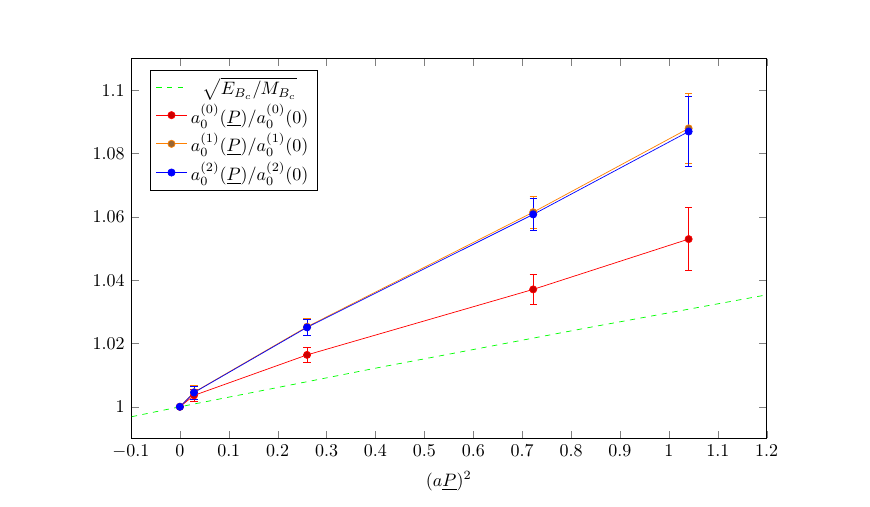 √E_{B_c}/M_{B_c}
a_0^{(0)}(P)/a_0^{(0)}(0)
a_0^{(1)}(P)/a_0^{(1)}(0)
a_0^{(2)}(P)/a_0^{(2)}(0)
1.1
1.08
1.06
1.04
1.02
1
−0.1 0 0.1 0.2 0.3 0.4 0.5 0.6 0.7 0.8 0.9 1 1.1 1.2
(aP)^2